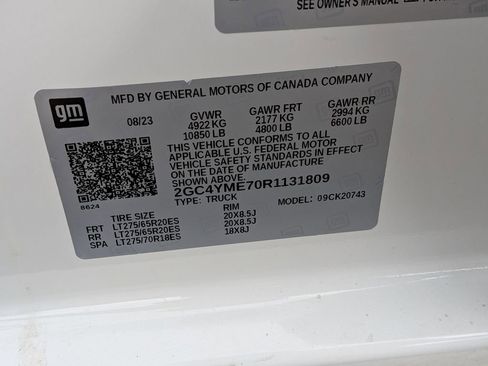 SEE OWNER'S MANUAL
gm
MFD BY GENERAL MOTORS OF CANADA COMPANY
08/23 GVWR GAWR FRT GAWR RR
4922 KG 2177 KG 2994 KG
10850 LB 4800 LB 6600 LB
THIS VEHICLE CONFORMS TO ALL
APPLICABLE U.S. FEDERAL MOTOR
VEHICLE SAFETY STANDARDS IN EFFECT ON
THE DATE OF MANUFACTURE SHOWN ABOVE.
2GC4YME70R1131809
8624 TYPE: TRUCK MODEL: 09CK20743
TIRE SIZE RIM
FRT LT275/65R20ES 20X8.5J
RR LT275/65R20ES 20X8.5J
SPA LT275/70R18ES 18X8J